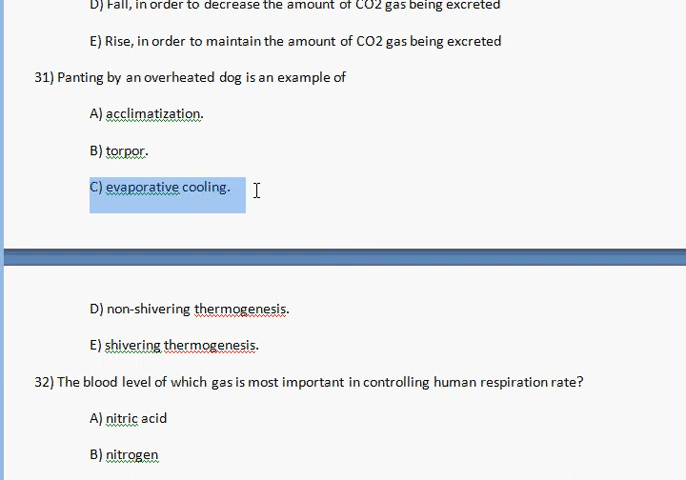 D) Fall, in order to decrease the amount of CO2 gas being excreted
E) Rise, in order to maintain the amount of CO2 gas being excreted
31) Panting by an overheated dog is an example of
A) acclimatization.
B) torpor.
C) evaporative cooling.
D) non-shivering thermogenesis.
E) shivering thermogenesis.
32) The blood level of which gas is most important in controlling human respiration rate?
A) nitric acid
B) nitrogen